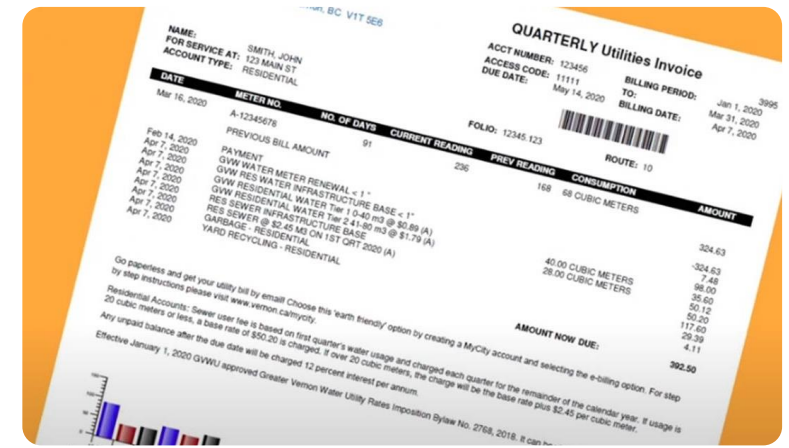 BC V1T 5E6
QUARTERLY Utilities Invoice
NAME: SMITH, JOHN
FOR SERVICE AT: 123 MAIN ST
ACCOUNT TYPE: RESIDENTIAL
ACCT NUMBER: 123456
ACCESS CODE: 11111
DUE DATE: May 14, 2020
3995
BILLING PERIOD: Jan 1, 2020
TO: Mar 31, 2020
BILLING DATE: Apr 7, 2020
FOLIO: 12345.123
ROUTE: 10
DATE METER NO. NO. OF DAYS CURRENT READING PREV READING CONSUMPTION AMOUNT
Mar 16, 2020 A-12345678 91 236 168 68 CUBIC METERS
PREVIOUS BILL AMOUNT 324.63
Feb 14, 2020 PAYMENT -324.63
Apr 7, 2020 GVW WATER METER RENEWAL < 1" 7.48
Apr 7, 2020 GVW RES WATER INFRASTRUCTURE BASE < 1" 98.00
Apr 7, 2020 GVW RESIDENTIAL WATER Tier 1 0-40 m3 @ $0.89 (A) 40.00 CUBIC METERS 35.60
Apr 7, 2020 GVW RESIDENTIAL WATER Tier 2 41-80 m3 @ $1.79 (A) 28.00 CUBIC METERS 50.12
Apr 7, 2020 RES SEWER INFRASTRUCTURE BASE 50.20
Apr 7, 2020 RES SEWER @ $2.45 M3 ON 1ST QRT 2020 (A) 117.60
Apr 7, 2020 GARBAGE - RESIDENTIAL 29.39
Apr 7, 2020 YARD RECYCLING - RESIDENTIAL 4.11
AMOUNT NOW DUE: 392.50
Go paperless and get your utility bill by email! Choose this 'earth friendly' option by creating a MyCity account and selecting the e-billing option. For step
by step instructions please visit www.vernon.ca/mycity.
Residential Accounts: Sewer user fee is based on first quarter's water usage and charged each quarter for the remainder of the calendar year. If usage is
20 cubic meters or less, a base rate of $50.20 is charged. If over 20 cubic meters, the charge will be the base rate plus $2.45 per cubic meter.
Any unpaid balance after the due date will be charged 12 percent interest per annum.
Effective January 1, 2020 GVWU approved Greater Vernon Water Utility Rates Imposition Bylaw No. 2768, 2018. It can be